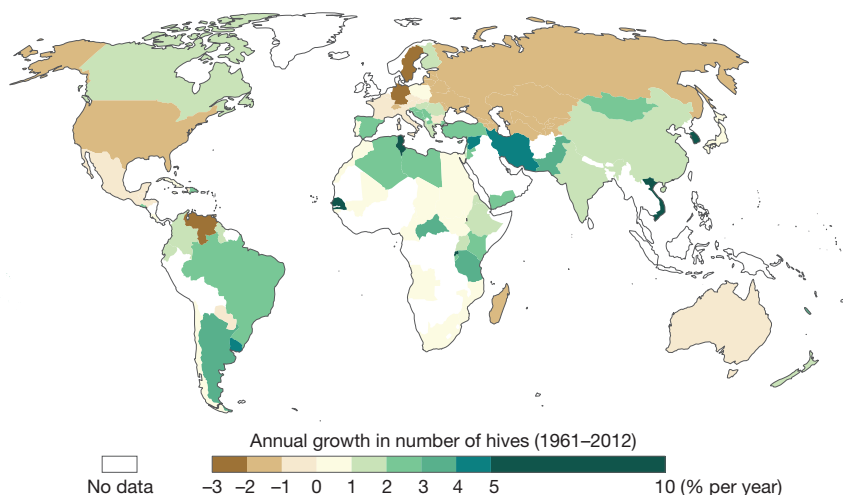 Annual growth in number of hives (1961–2012)
No data
–3 –2 –1 0 1 2 3 4 5 10 (% per year)